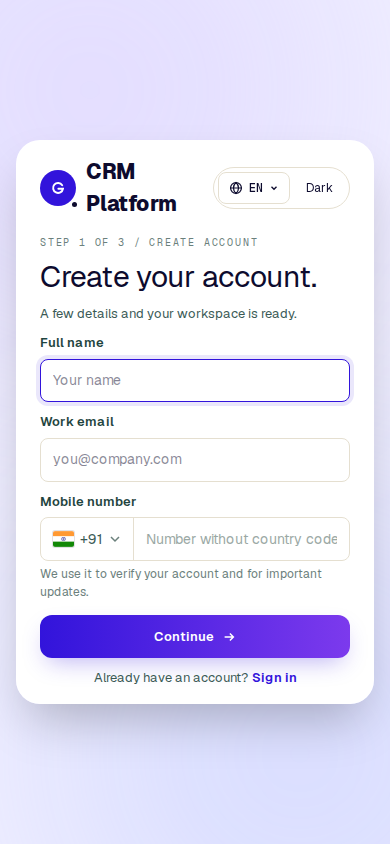 CRM
Platform
EN
Dark
STEP 1 OF 3 / CREATE ACCOUNT
Create your account.
A few details and your workspace is ready.
Full name
Your name
Work email
you@company.com
Mobile number
+91
Number without country code
We use it to verify your account and for important
updates.
Continue →
Already have an account? Sign in